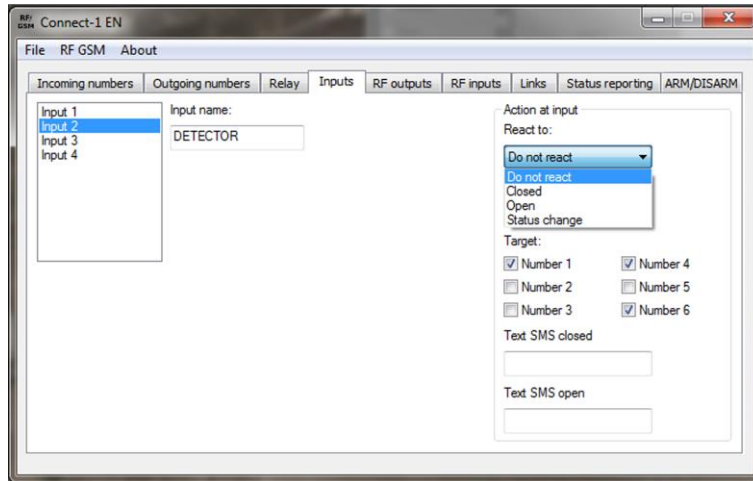 RF/
GSM Connect-1 EN
File RF GSM About
Incoming numbers Outgoing numbers Relay Inputs RF outputs RF inputs Links Status reporting ARM/DISARM
Input 1
Input 2
Input 3
Input 4
Input name:
DETECTOR
Action at input
React to:
Do not react
Do not react
Closed
Open
Status change
Target:
Number 1 Number 4
Number 2 Number 5
Number 3 Number 6
Text SMS closed
Text SMS open